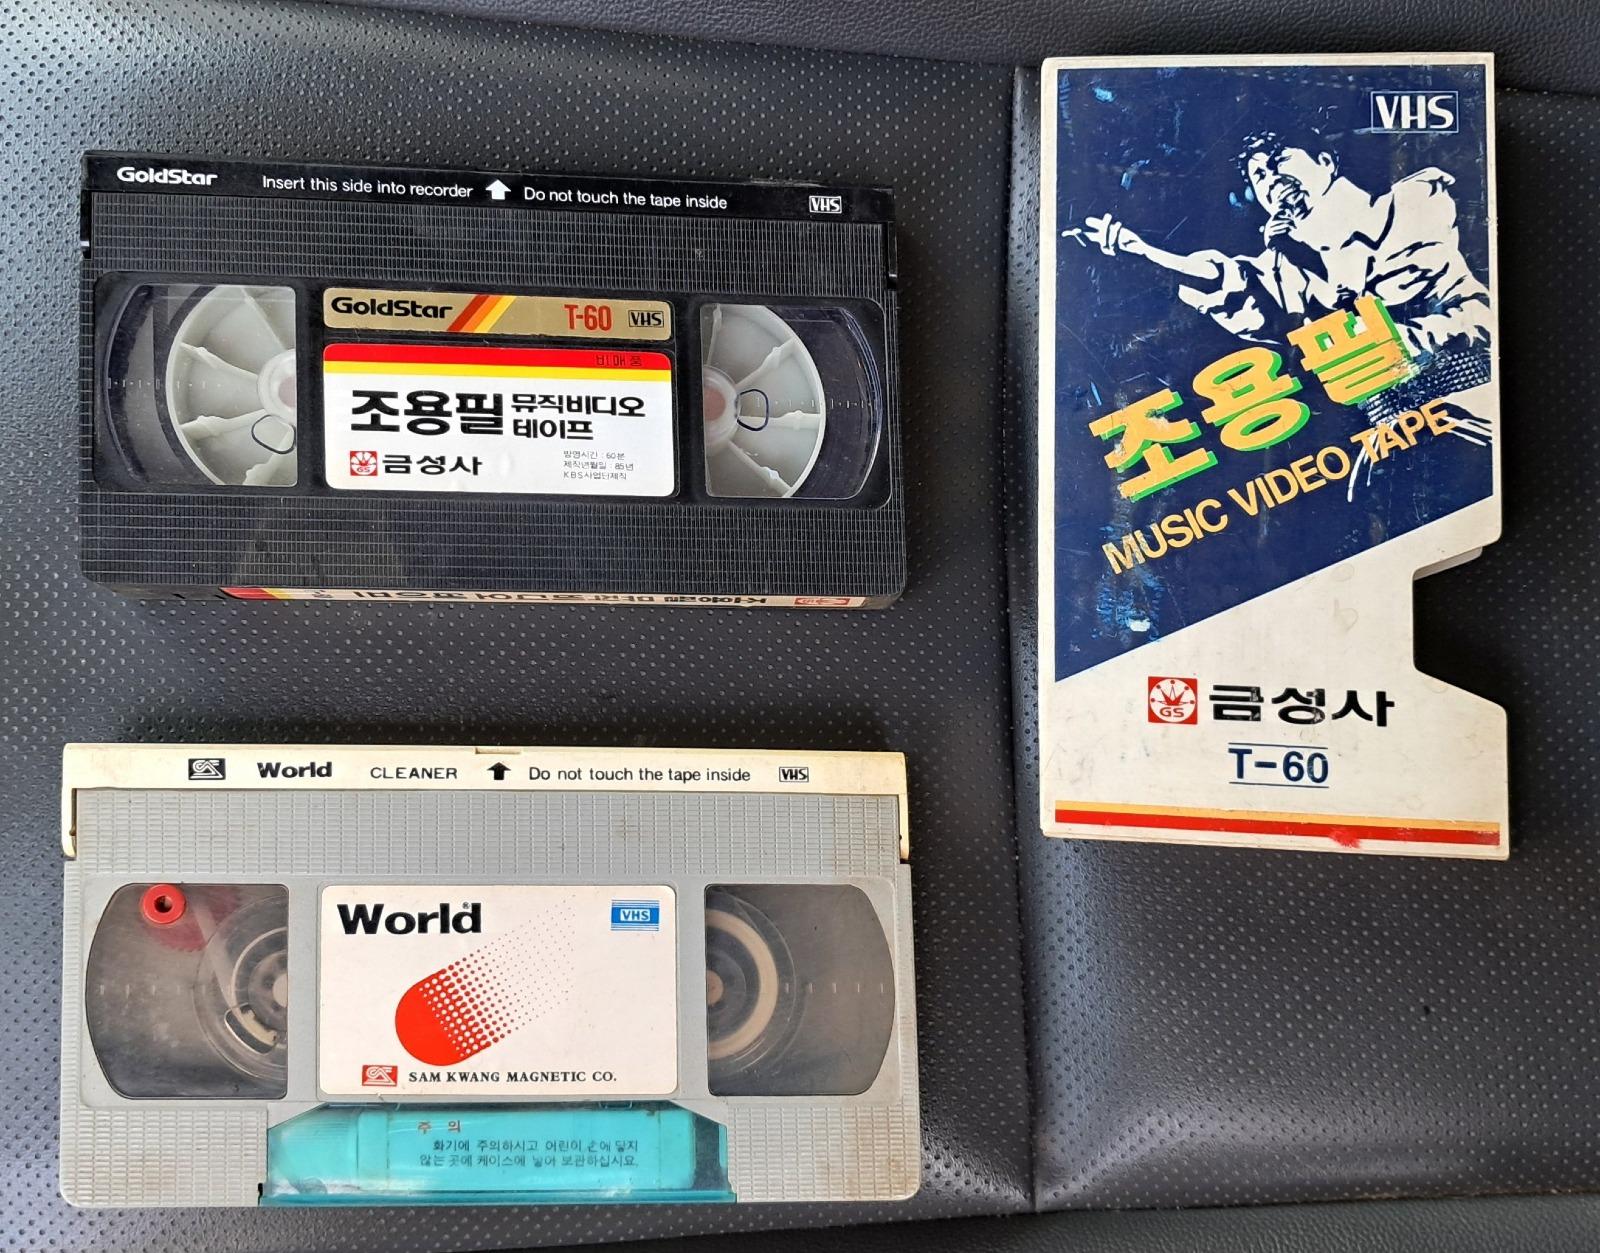 GoldStar Insert this side into recorder Do not touch the tape inside VHS
GoldStar T-60 VHS
비매품
조용필 뮤직비디오
테이프
금성사
방영시간 : 60분
제작년월일 : 85년
KBS사업단제작
GS
VHS
조용필
MUSIC VIDEO TAPE
GS 금성사
T-60
World CLEANER Do not touch the tape inside VHS
World® VHS
SAM KWANG MAGNETIC CO.
주 의
화기에 주의하시고 어린이 손에 닿지
않는 곳에 케이스에 넣어 보관하십시요.